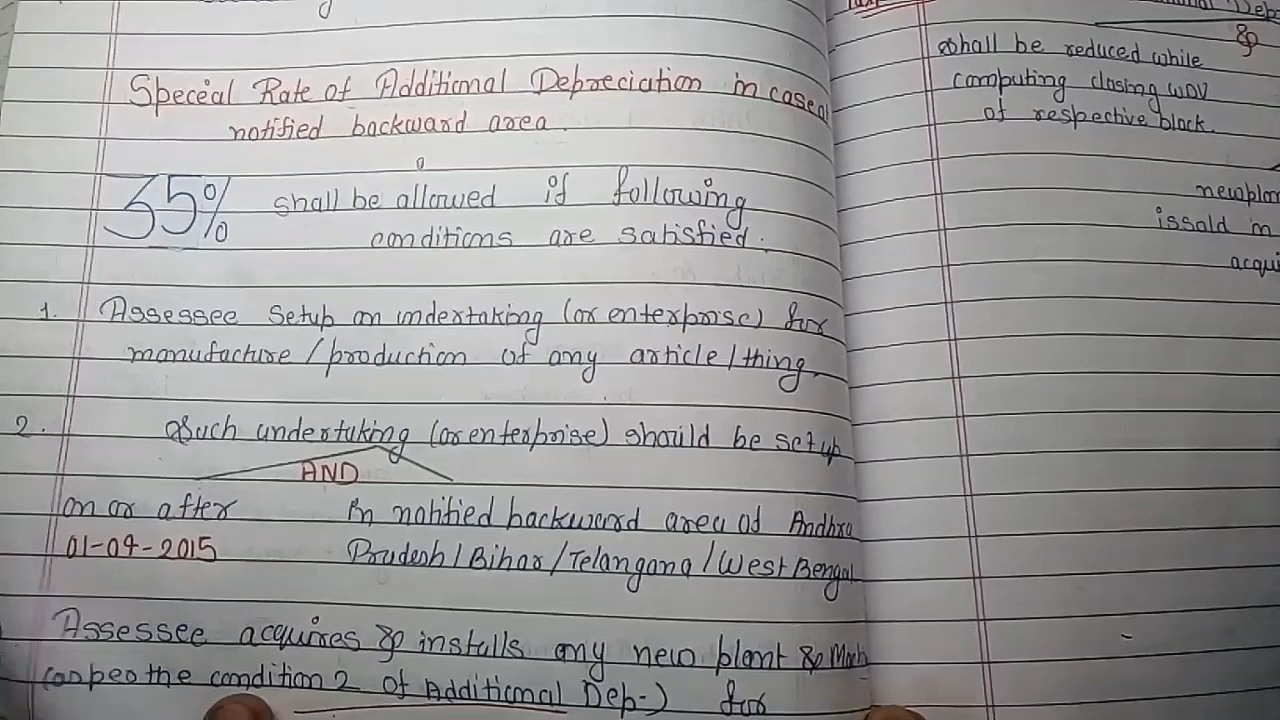 Special Rate of Additional Depreciation in case of
notified backward area.
35% shall be allowed if following
conditions are satisfied.
1. Assessee setup an undertaking (or enterprise) for
manufacture/production of any article/thing.
2. Such undertaking (or enterprise) should be setup
AND
on or after
01-04-2015
in notified backward area of Andhra
Pradesh/Bihar/Telangana/West Bengal
Assessee acquires & installs any new plant & Mach
(as per the condition 2 of Additional Dep-) for
Dep
&
shall be reduced while
computing closing WDV
of respective block.
new plan
is sold in
acqui